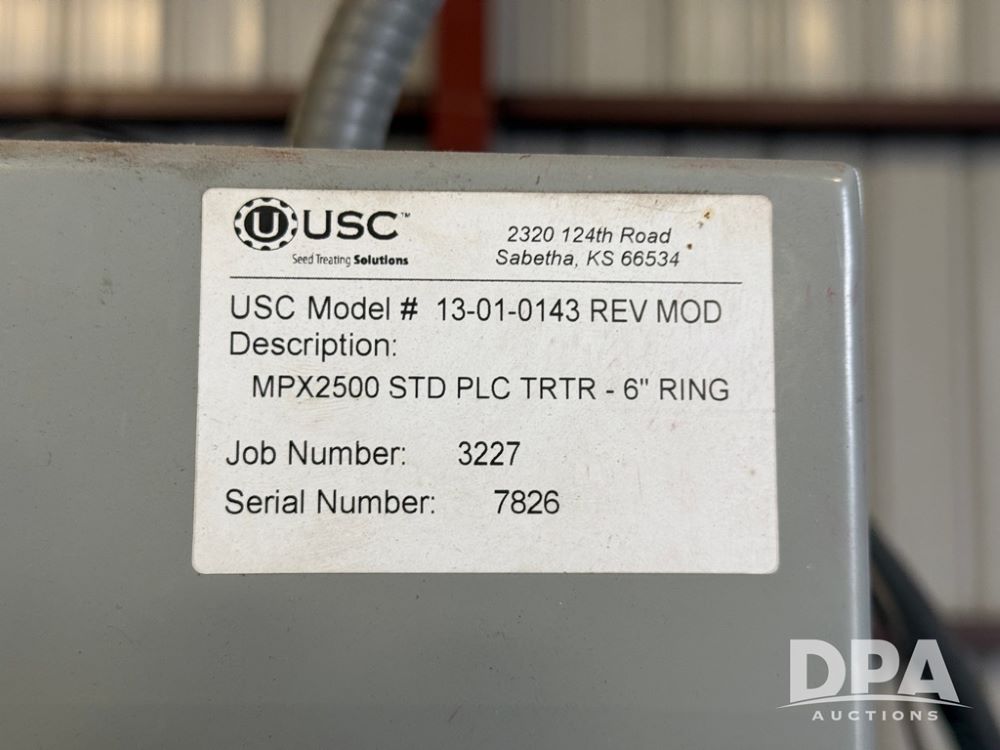 U USC™
Seed Treating Solutions
2320 124th Road
Sabetha, KS 66534
USC Model # 13-01-0143 REV MOD
Description:
MPX2500 STD PLC TRTR - 6" RING
Job Number: 3227
Serial Number: 7826
DPA
AUCTIONS